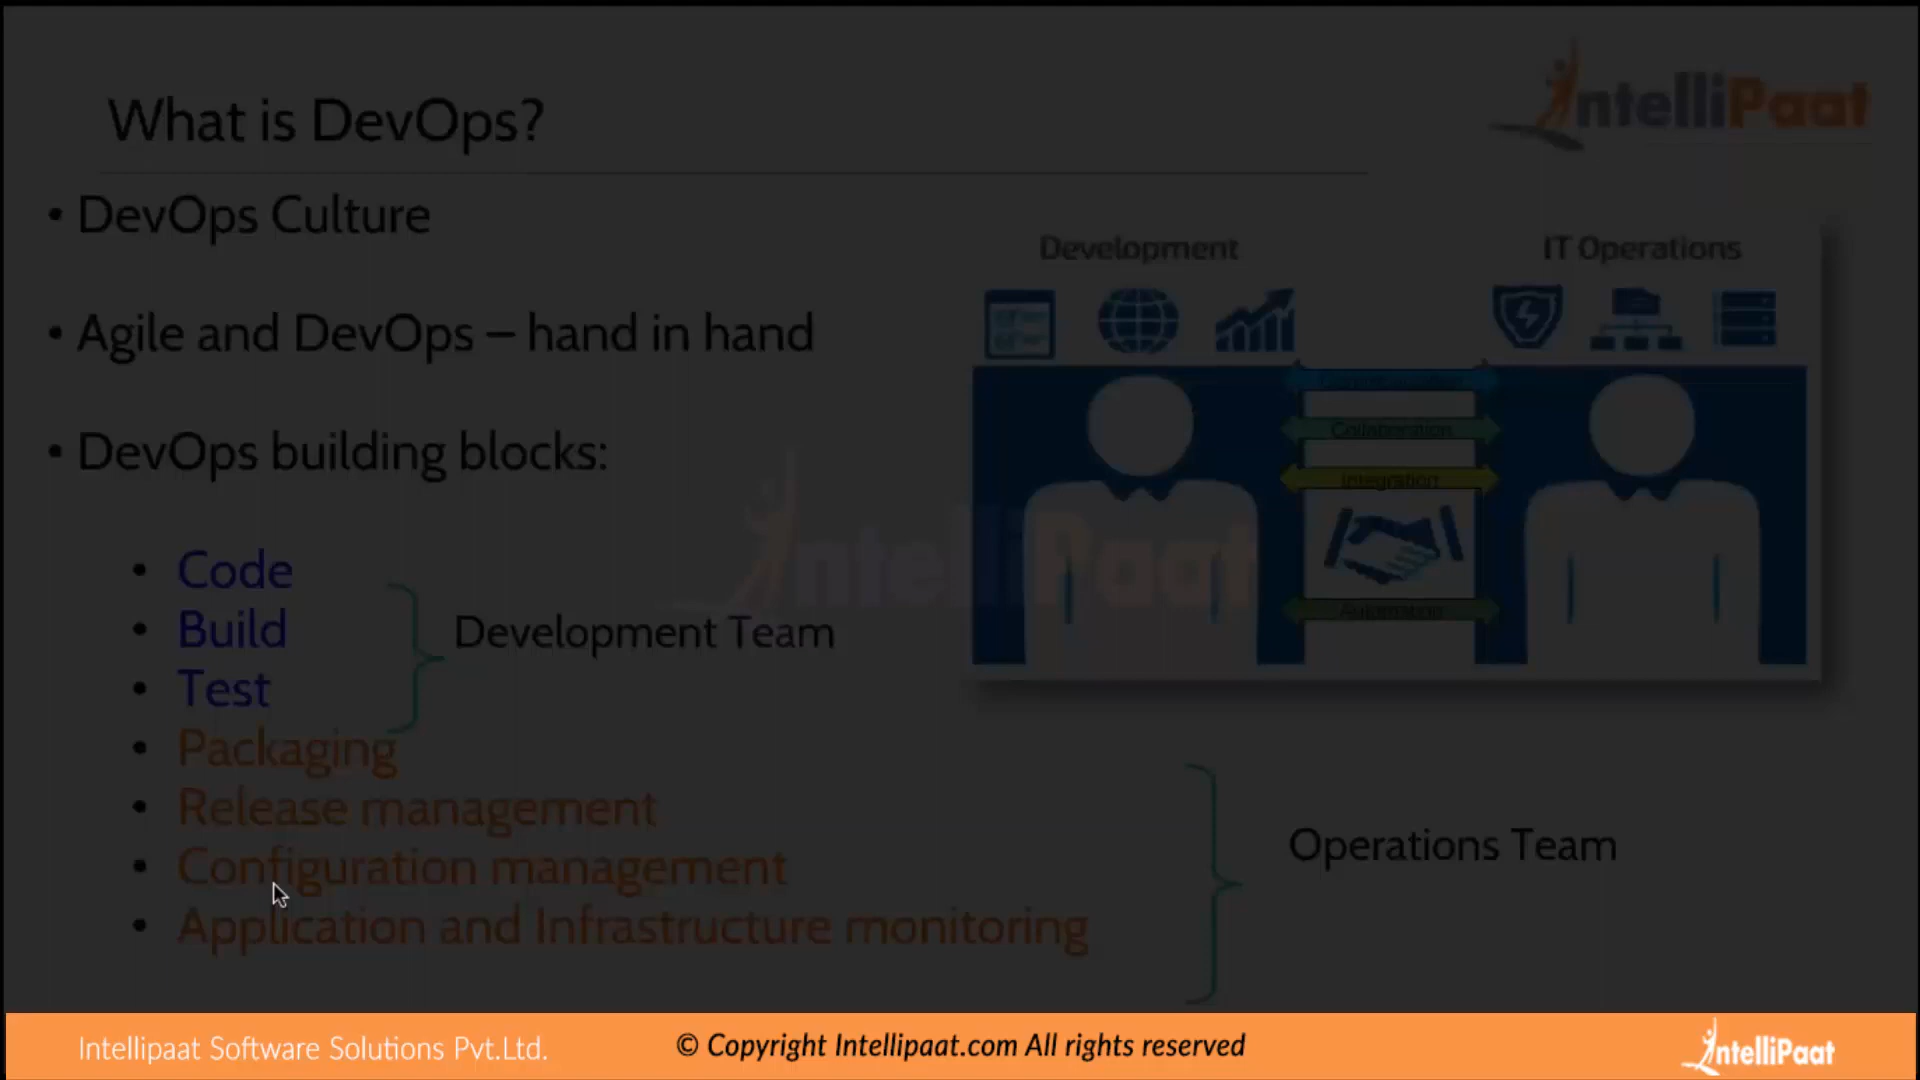 What is DevOps?
IntelliPaat
• DevOps Culture
• Agile and DevOps – hand in hand
• DevOps building blocks:
• Code
• Build
• Test
Development Team
• Packaging
• Release management
• Configuration management
• Application and Infrastructure monitoring
Operations Team
Development
IT Operations
Collaboration
Integration
Automation
IntelliPaat
Intellipaat Software Solutions Pvt.Ltd.
© Copyright Intellipaat.com All rights reserved
IntelliPaat